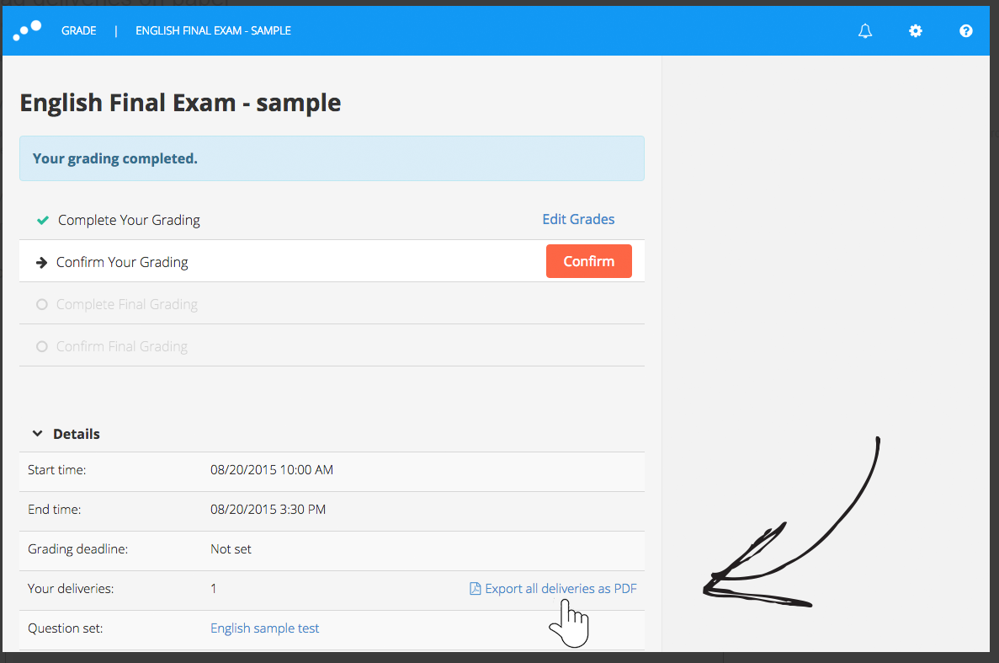 GRADE | ENGLISH FINAL EXAM - SAMPLE
English Final Exam - sample
Your grading completed.
Complete Your Grading Edit Grades
Confirm Your Grading Confirm
Complete Final Grading
Confirm Final Grading
Details
Start time: 08/20/2015 10:00 AM
End time: 08/20/2015 3:30 PM
Grading deadline: Not set
Your deliveries: 1 Export all deliveries as PDF
Question set: English sample test